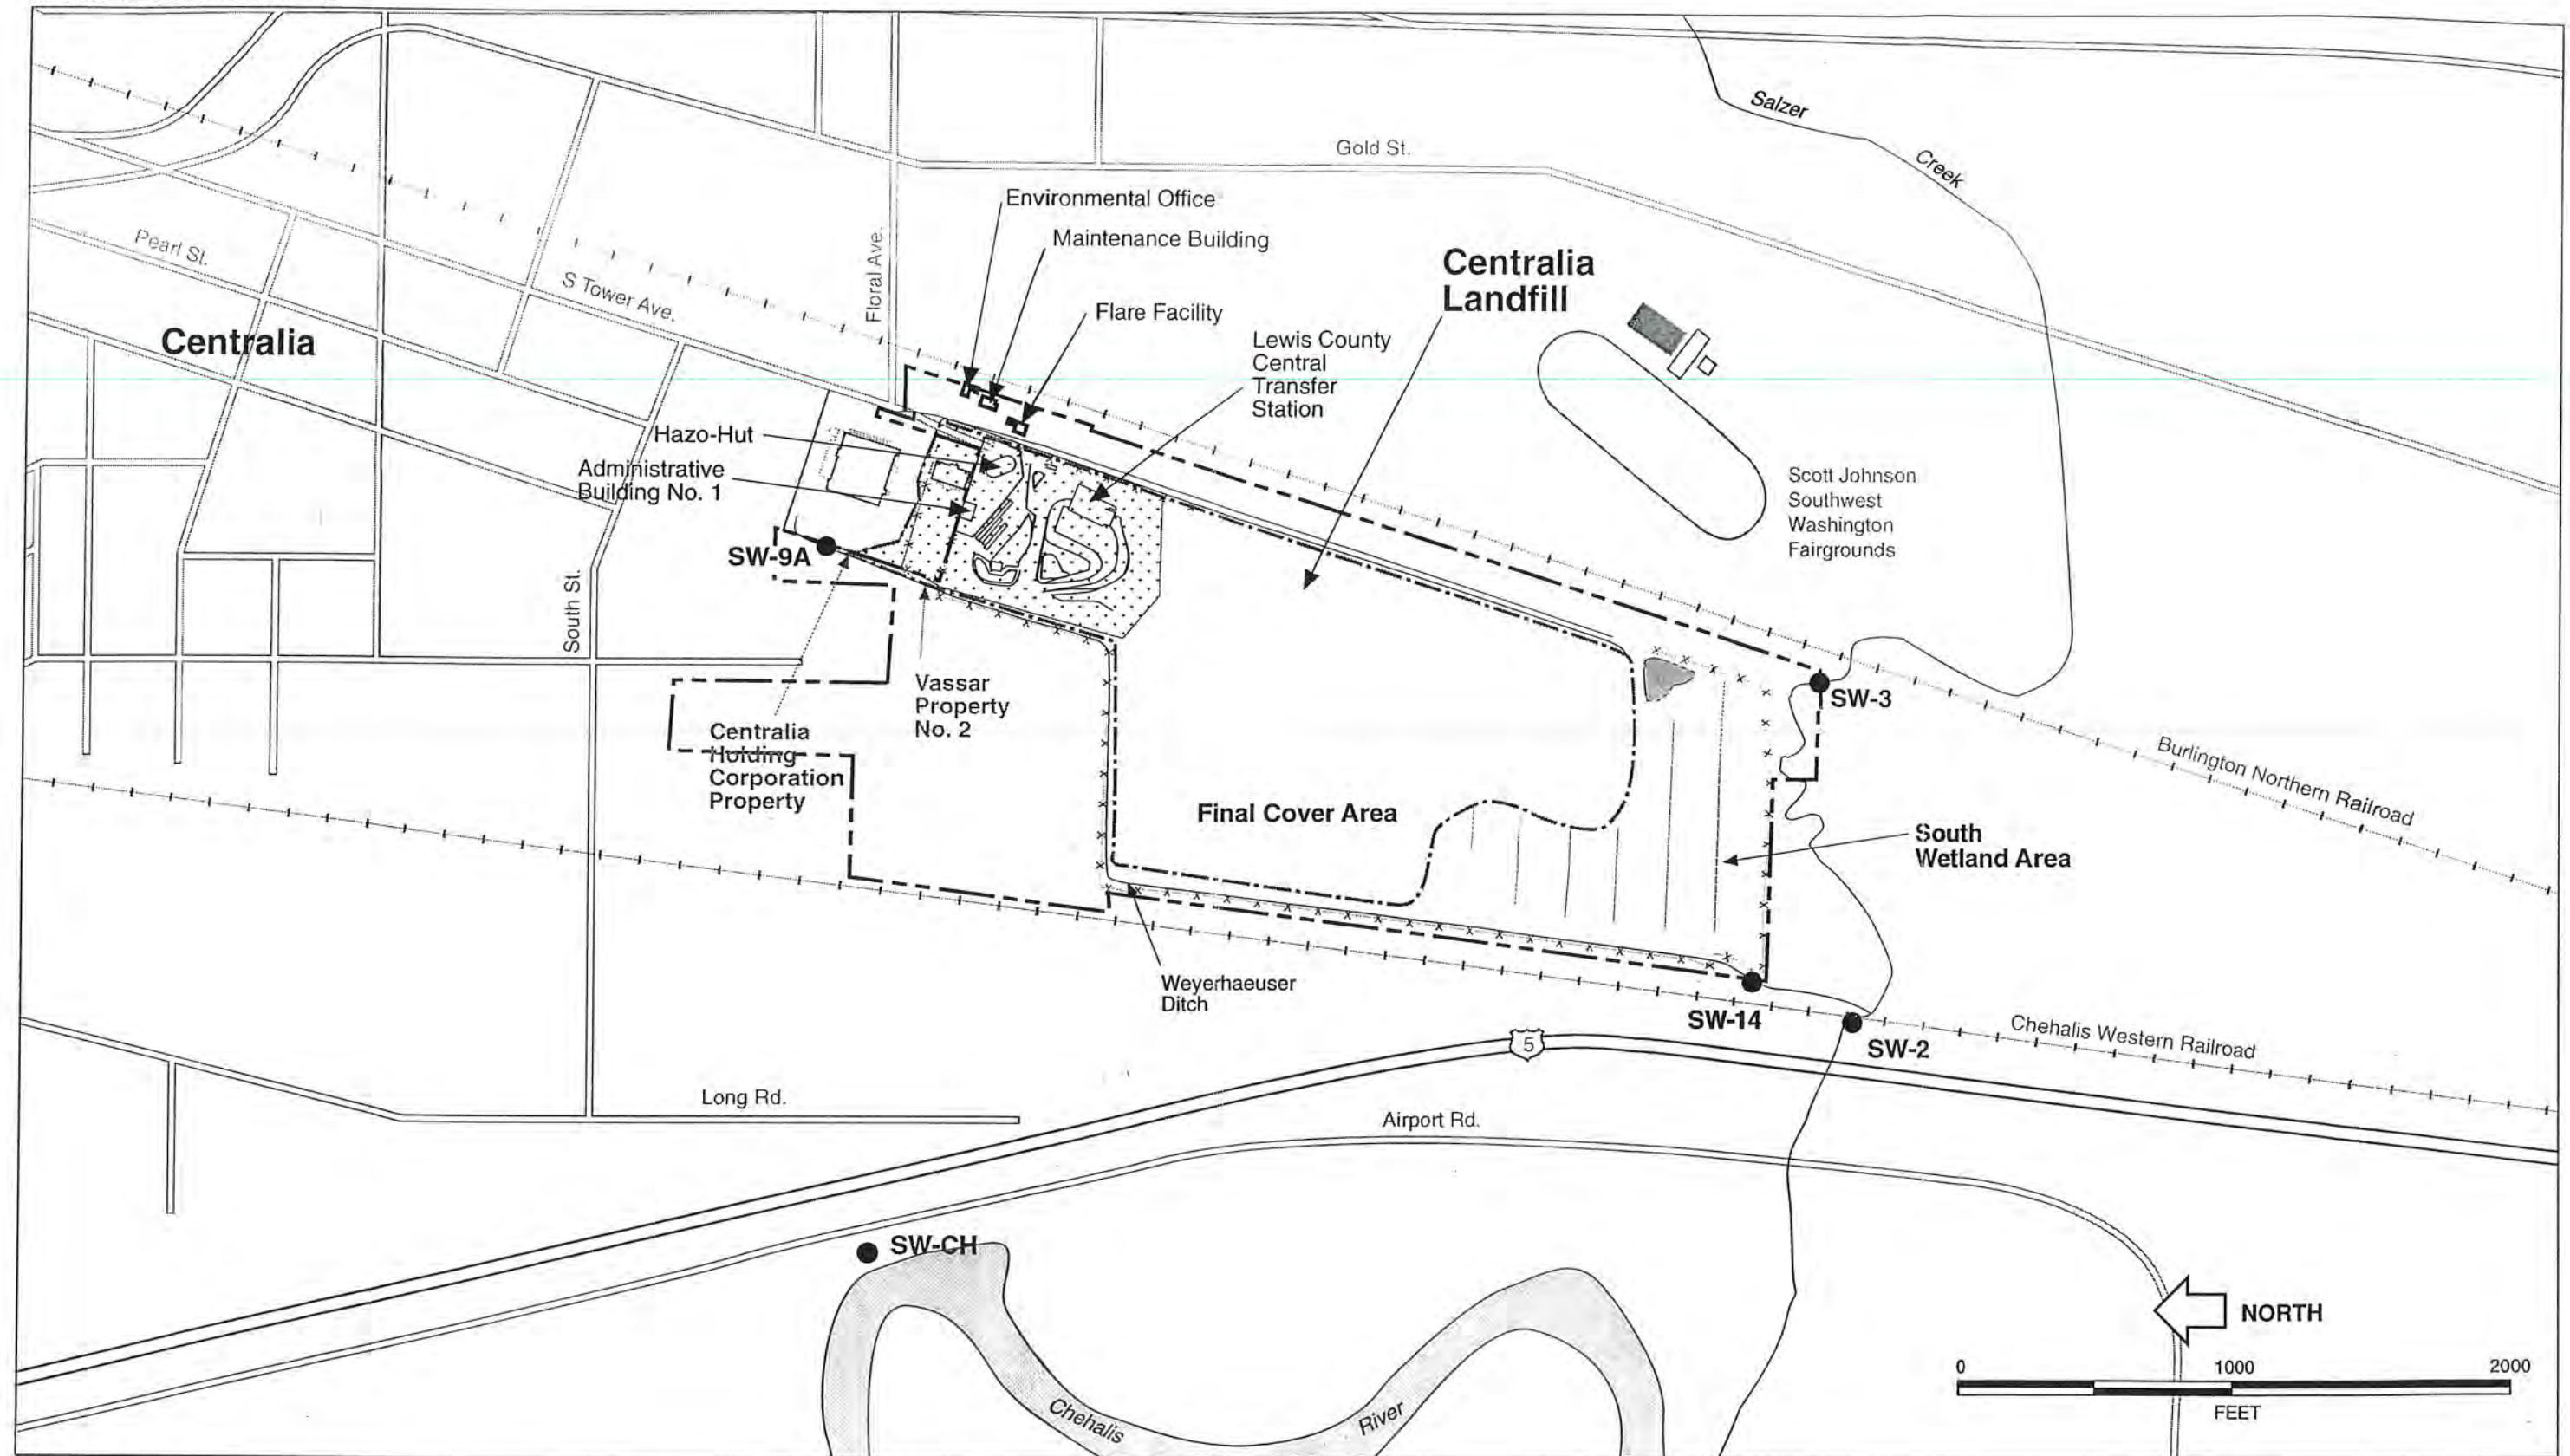 Salzer
Creek
Gold St.
Environmental Office
Maintenance Building
Floral Ave.
Pearl St.
S Tower Ave.
Centralia
Landfill
Flare Facility
Centralia
Lewis County
Central
Transfer
Station
Hazo-Hut
Administrative
Building No. 1
Scott Johnson
Southwest
Washington
Fairgrounds
SW-9A
South St.
Vassar
Property
No. 2
SW-3
Centralia
Holding
Corporation
Property
Burlington Northern Railroad
Final Cover Area
South
Wetland Area
Weyerhaeuser
Ditch
SW-14
SW-2
Chehalis Western Railroad
5
Long Rd.
Airport Rd.
SW-CH
NORTH
Chehalis
River
0 1000 2000
FEET